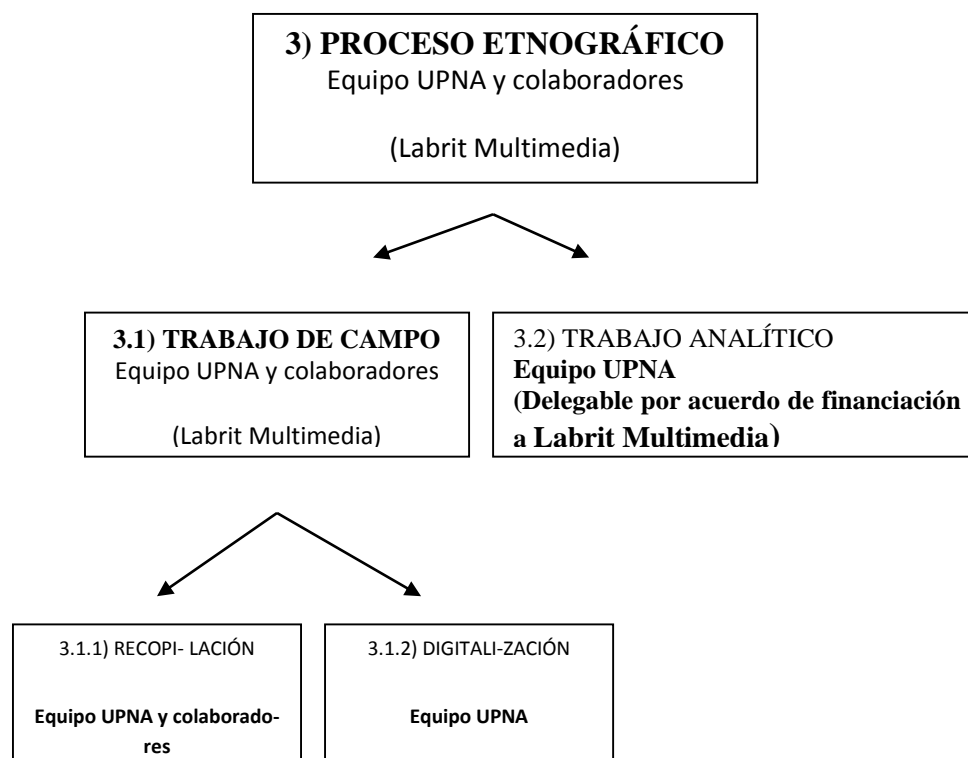 3) PROCESO ETNOGRÁFICO
Equipo UPNA y colaboradores
(Labrit Multimedia)
3.1) TRABAJO DE CAMPO
Equipo UPNA y colaboradores
(Labrit Multimedia)
3.2) TRABAJO ANALÍTICO
Equipo UPNA
(Delegable por acuerdo de financiación
a Labrit Multimedia)
3.1.1) RECOPI- LACIÓN
Equipo UPNA y colaborado-
res
3.1.2) DIGITALI-ZACIÓN
Equipo UPNA